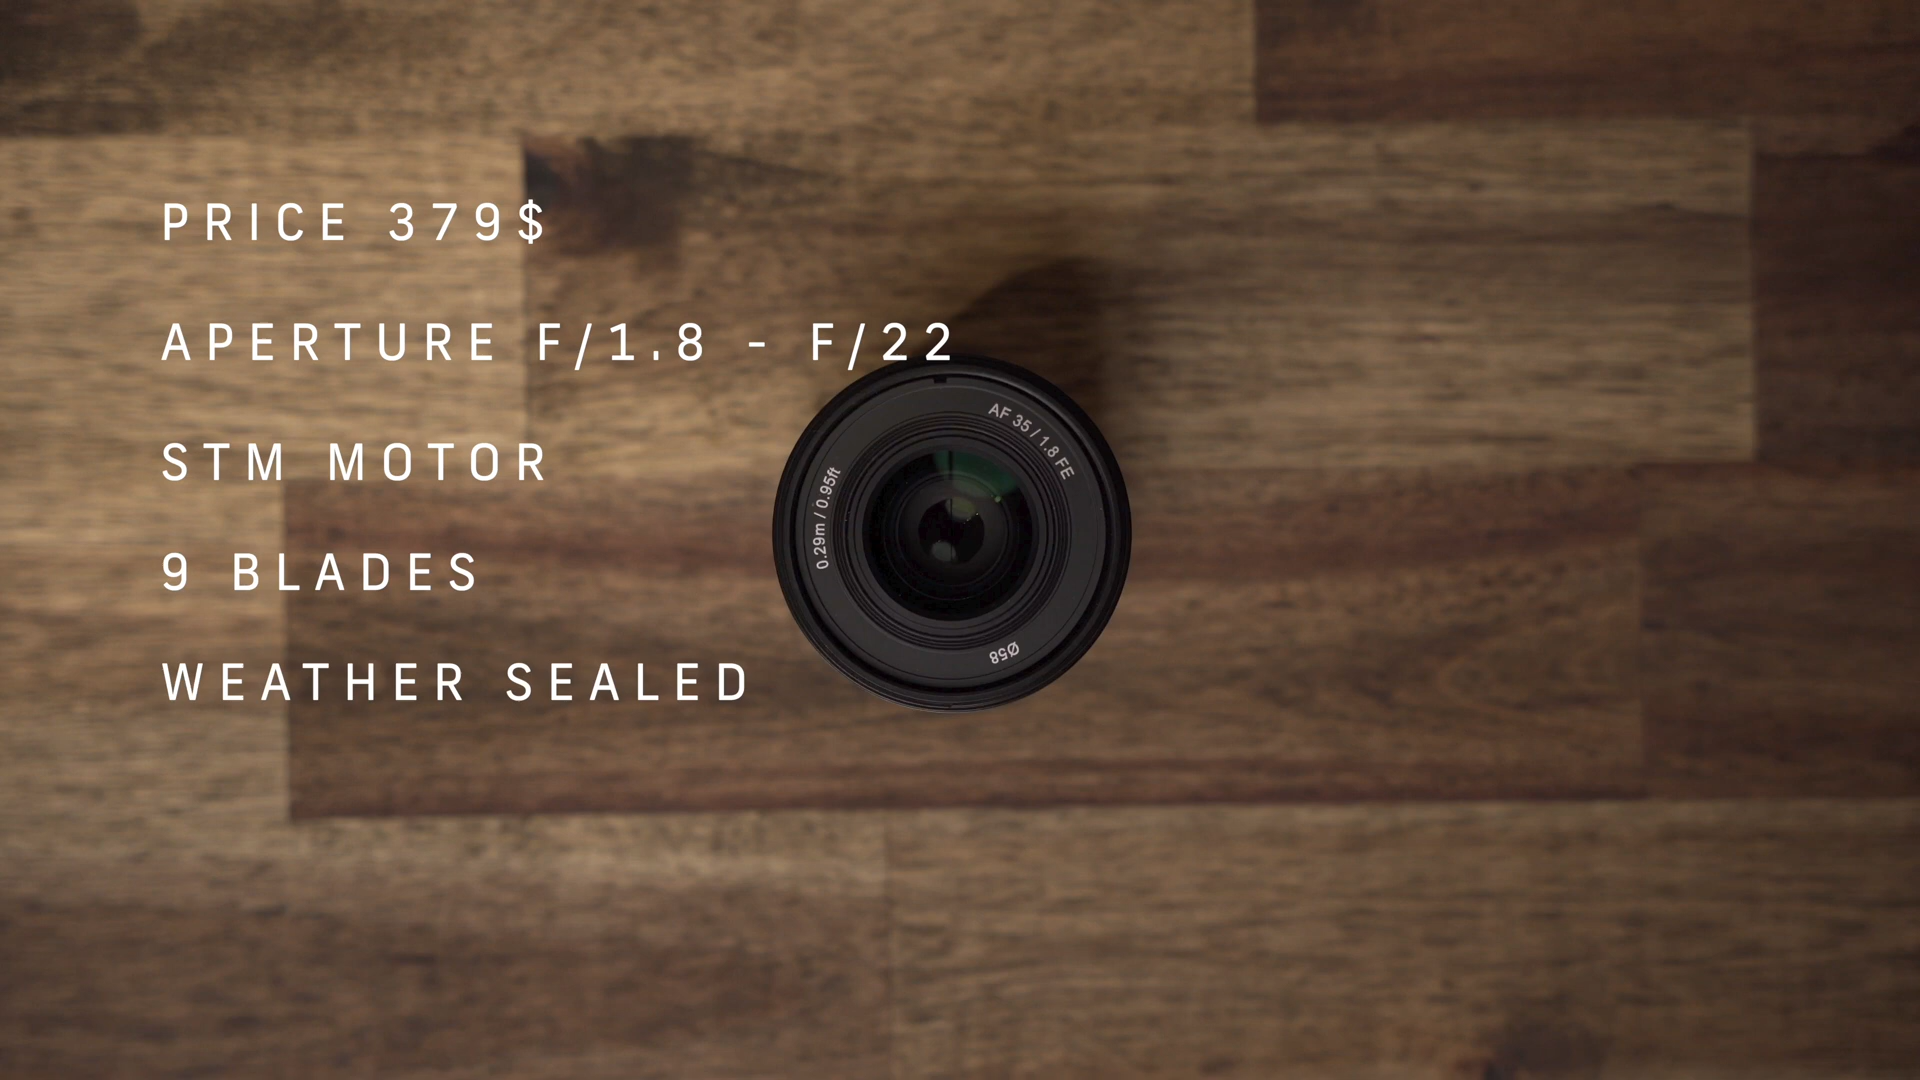 PRICE 379$
APERTURE F/1.8 - F/22
STM MOTOR
9 BLADES
WEATHER SEALED
AF 35 / 1.8 FE
0.29m / 0.95ft
Ø58